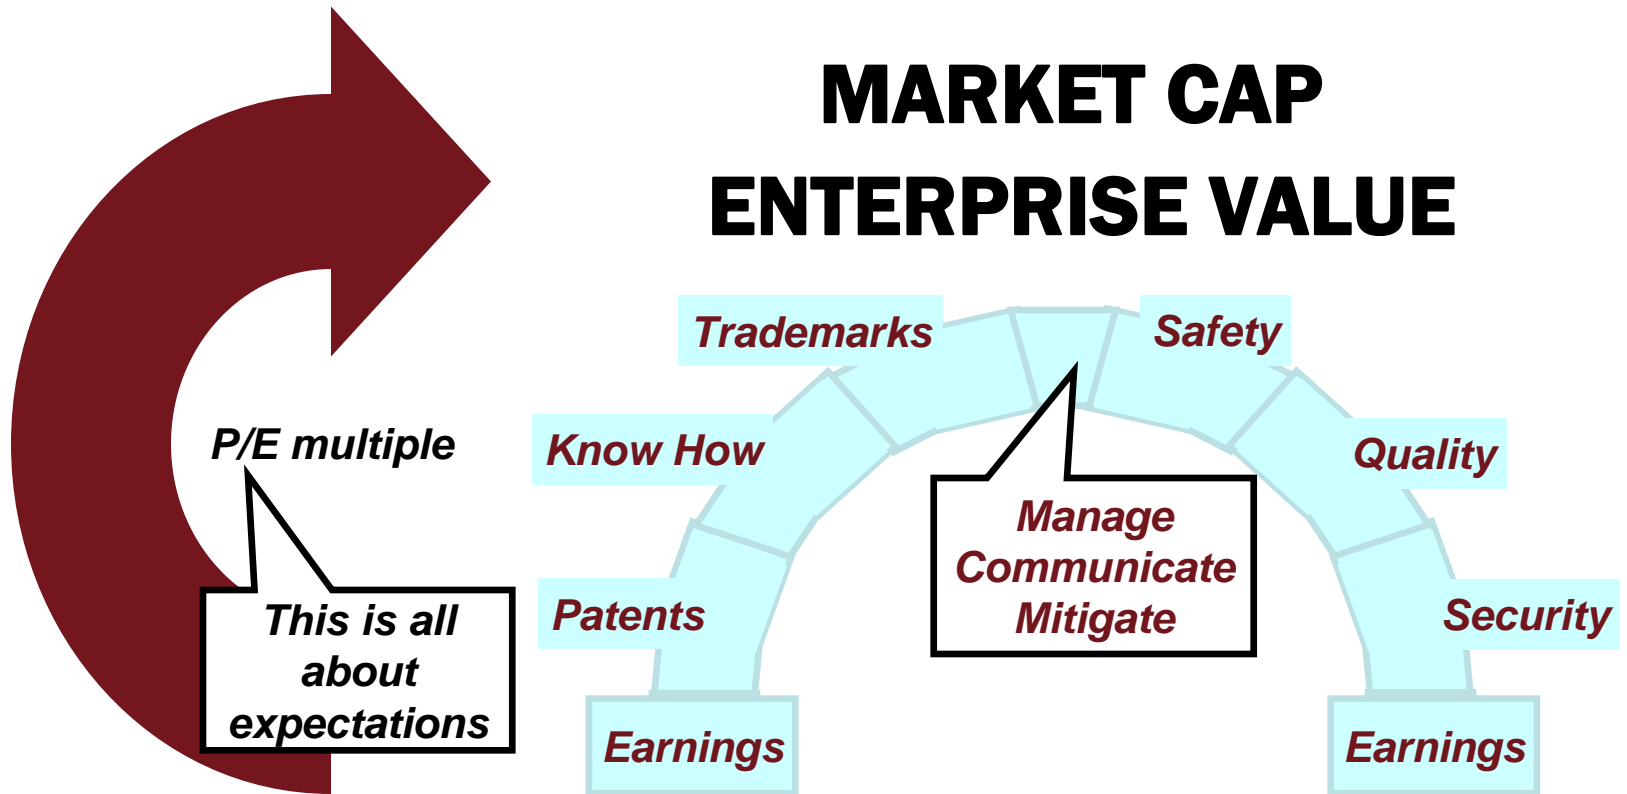 MARKET CAP
ENTERPRISE VALUE
Trademarks
Safety
P/E multiple
Know How
Quality
Manage
Communicate
Mitigate
This is all
about
expectations
Patents
Security
Earnings
Earnings